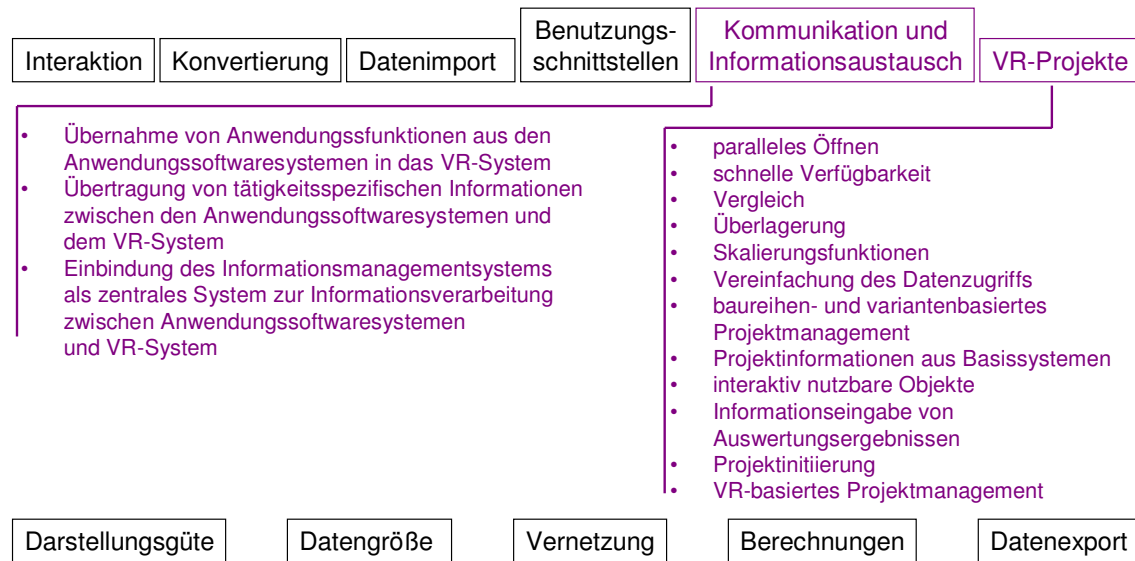 Interaktion
Konvertierung
Datenimport
Benutzungs-
schnittstellen
Kommunikation und
Informationsaustausch
VR-Projekte
• Übernahme von Anwendungssfunktionen aus den
Anwendungssoftwaresystemen in das VR-System
• Übertragung von tätigkeitsspezifischen Informationen
zwischen den Anwendungssoftwaresystemen und
dem VR-System
• Einbindung des Informationsmanagementsystems
als zentrales System zur Informationsverarbeitung
zwischen Anwendungssoftwaresystemen
und VR-System
• paralleles Öffnen
• schnelle Verfügbarkeit
• Vergleich
• Überlagerung
• Skalierungsfunktionen
• Vereinfachung des Datenzugriffs
• baureihen- und variantenbasiertes
Projektmanagement
• Projektinformationen aus Basissystemen
• interaktiv nutzbare Objekte
• Informationseingabe von
Auswertungsergebnissen
• Projektinitiierung
• VR-basiertes Projektmanagement
Darstellungsgüte
Datengröße
Vernetzung
Berechnungen
Datenexport